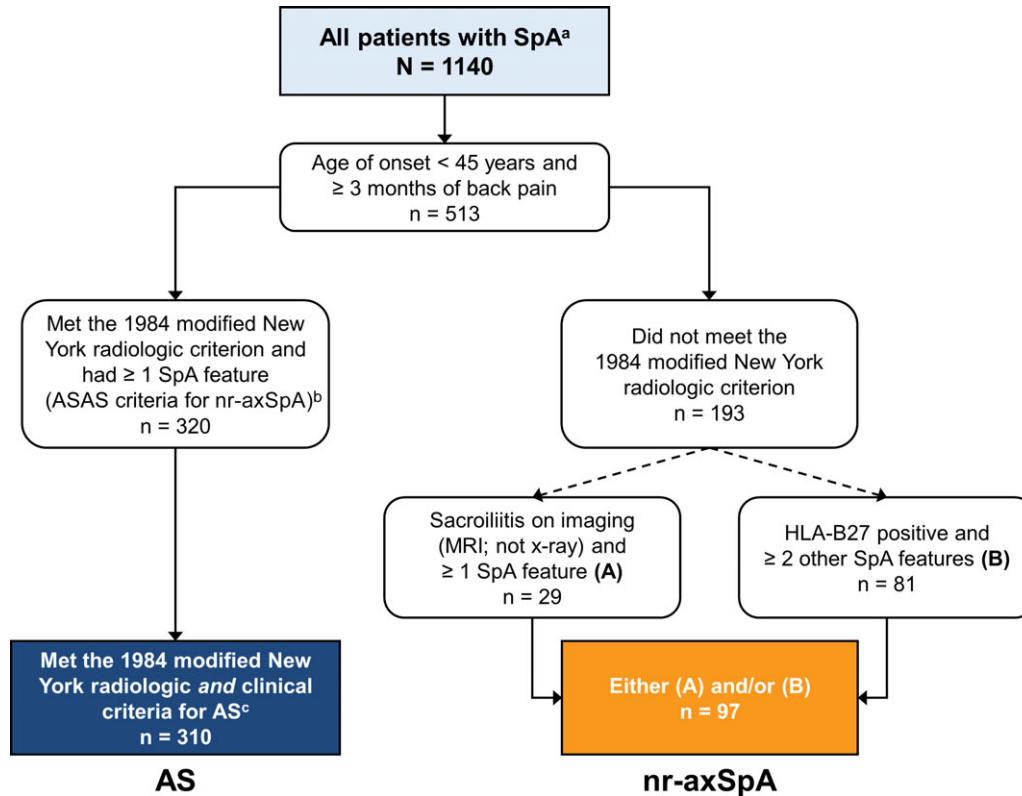 All patients with SpAᵃ
N = 1140
Age of onset < 45 years and
≥ 3 months of back pain
n = 513
Met the 1984 modified New
York radiologic criterion and
had ≥ 1 SpA feature
(ASAS criteria for nr-axSpA)ᵇ
n = 320
Did not meet the
1984 modified New York
radiologic criterion
n = 193
Sacroiliitis on imaging
(MRI; not x-ray) and
≥ 1 SpA feature (A)
n = 29
HLA-B27 positive and
≥ 2 other SpA features (B)
n = 81
Met the 1984 modified New
York radiologic and clinical
criteria for ASᶜ
n = 310
Either (A) and/or (B)
n = 97
AS
nr-axSpA